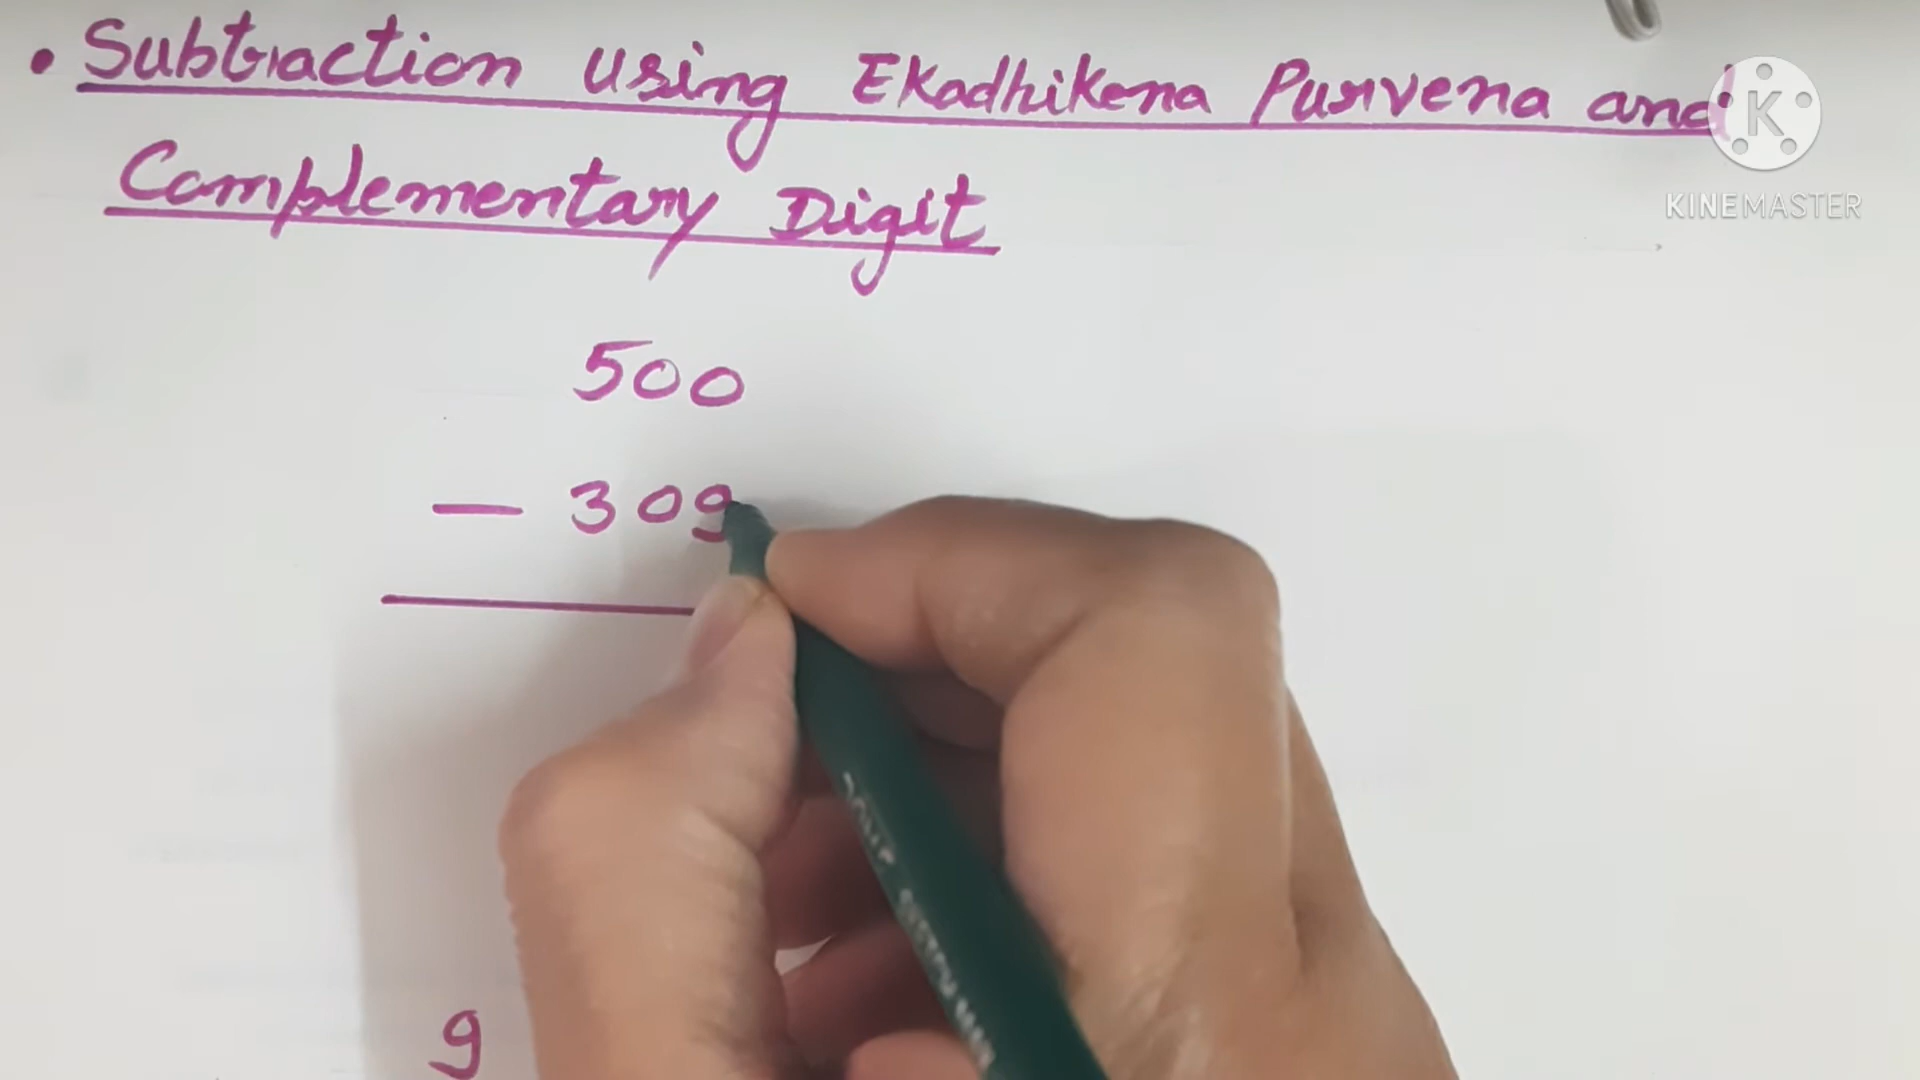 • Subtraction using Ekadhikena Purvena and
Complementary Digit
K
KINEMASTER
500
— 309
9